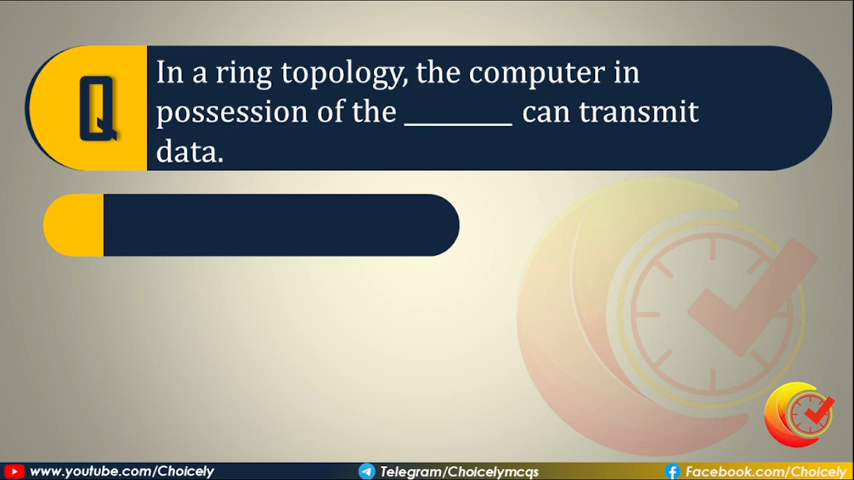 Q
In a ring topology, the computer in
possession of the ________ can transmit
data.
www.youtube.com/Choicely
Telegram/Choicelymcqs
Facebook.com/Choicely